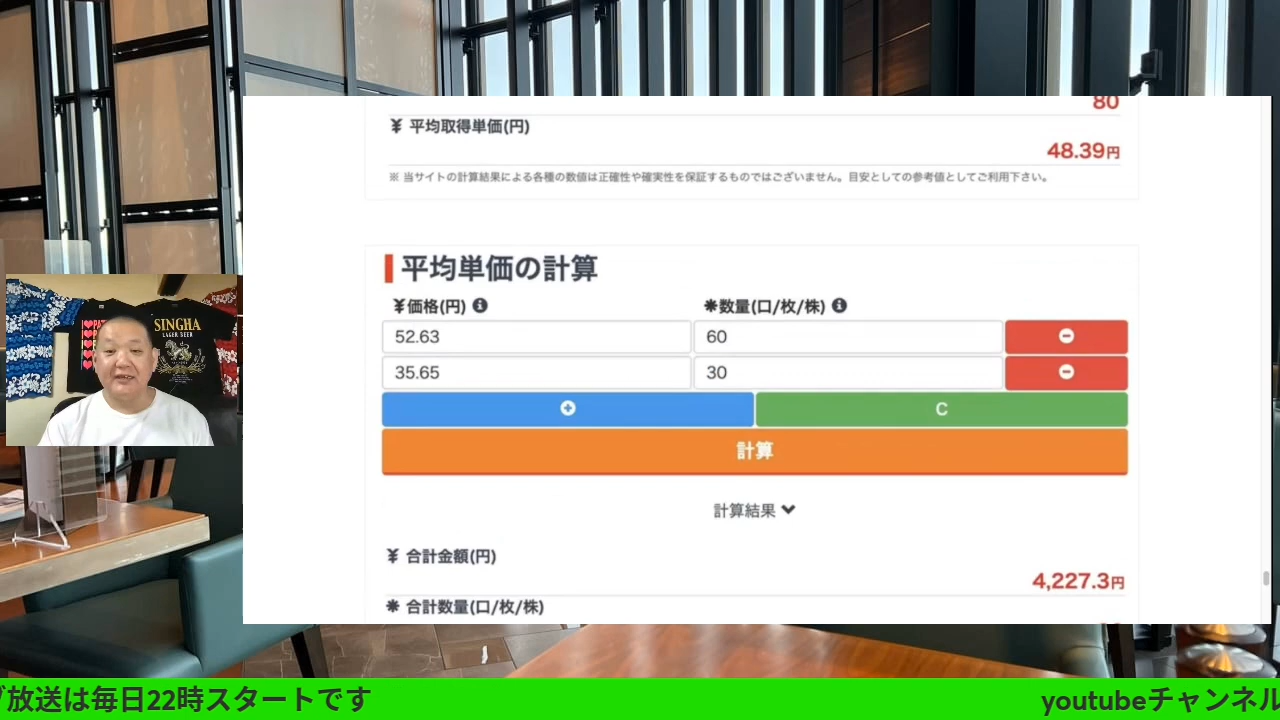 80
¥ 平均取得単価(円)
48.39円
※ 当サイトの計算結果による各種の数値は正確性や確実性を保証するものではございません。目安としての参考値としてご利用下さい。
平均単価の計算
¥価格(円)
✱数量(口/枚/株)
52.63
60
35.65
30
C
計算
計算結果
¥ 合計金額(円)
4,227.3円
✱ 合計数量(口/枚/株)
SINGHA
LAGER BEER
放送は毎日22時スタートです
youtubeチャンネル